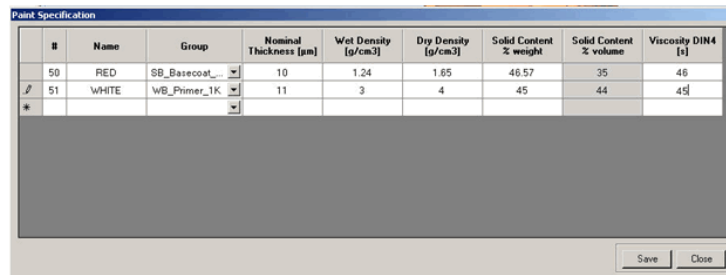 Paint Specification
# Name Group Nominal Thickness [µm] Wet Density [g/cm3] Dry Density [g/cm3] Solid Content % weight Solid Content % volume Viscosity DIN4 [s]
50 RED SB_Basecoat_... 10 1.24 1.65 46.57 35 46
51 WHITE WB_Primer_1K 11 3 4 45 44 45
*
Save Close